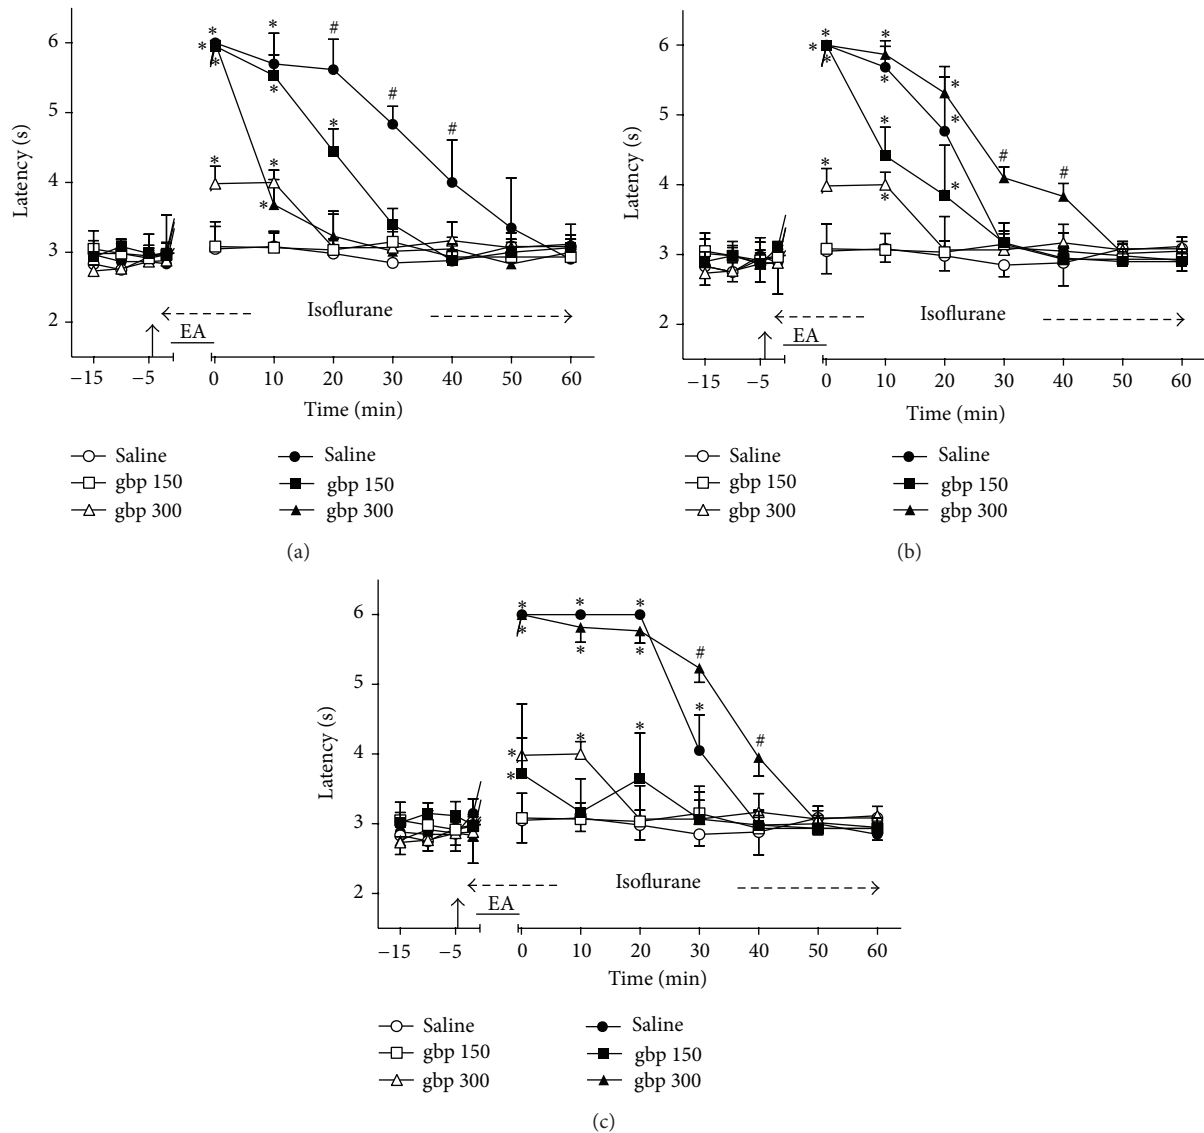 6
5
4
3
2
Latency (s)
* * #
* * * * # #
* * *
Isoflurane
EA
−15 −5 0 10 20 30 40 50 60
Time (min)
Saline Saline
gbp 150 gbp 150
gbp 300 gbp 300
(a)
6
5
4
3
2
Latency (s)
* *
* * * *
* * # #
* * *
Isoflurane
EA
−15 −5 0 10 20 30 40 50 60
Time (min)
Saline Saline
gbp 150 gbp 150
gbp 300 gbp 300
(b)
6
5
4
3
2
Latency (s)
* * *
* * * #
* * * * #
*
Isoflurane
EA
−15 −5 0 10 20 30 40 50 60
Time (min)
Saline Saline
gbp 150 gbp 150
gbp 300 gbp 300
(c)